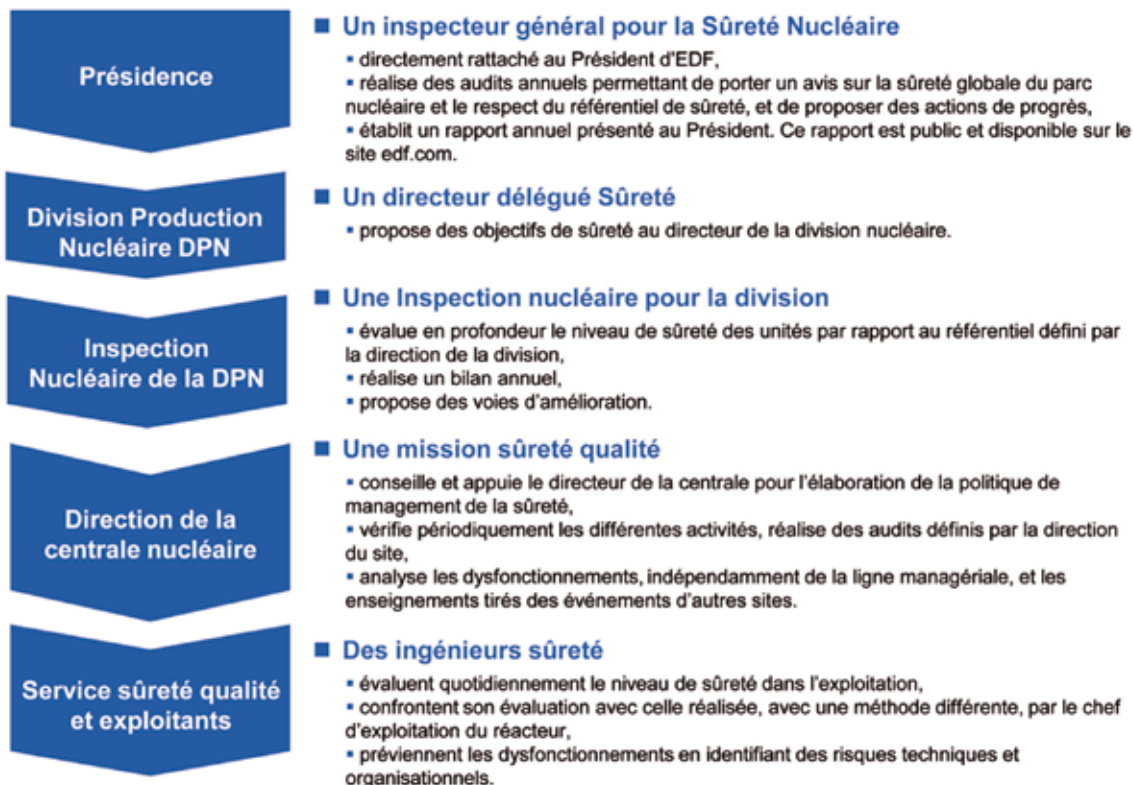 Présidence
■ Un inspecteur général pour la Sûreté Nucléaire
▪ directement rattaché au Président d'EDF,
▪ réalise des audits annuels permettant de porter un avis sur la sûreté globale du parc
nucléaire et le respect du référentiel de sûreté, et de proposer des actions de progrès,
▪ établit un rapport annuel présenté au Président. Ce rapport est public et disponible sur le
site edf.com.
Division Production
Nucléaire DPN
■ Un directeur délégué Sûreté
▪ propose des objectifs de sûreté au directeur de la division nucléaire.
Inspection
Nucléaire de la DPN
■ Une Inspection nucléaire pour la division
▪ évalue en profondeur le niveau de sûreté des unités par rapport au référentiel défini par
la direction de la division,
▪ réalise un bilan annuel,
▪ propose des voies d'amélioration.
Direction de la
centrale nucléaire
■ Une mission sûreté qualité
▪ conseille et appuie le directeur de la centrale pour l'élaboration de la politique de
management de la sûreté,
▪ vérifie périodiquement les différentes activités, réalise des audits définis par la direction
du site,
▪ analyse les dysfonctionnements, indépendamment de la ligne managériale, et les
enseignements tirés des événements d'autres sites.
Service sûreté qualité
et exploitants
■ Des ingénieurs sûreté
▪ évaluent quotidiennement le niveau de sûreté dans l'exploitation,
▪ confrontent son évaluation avec celle réalisée, avec une méthode différente, par le chef
d'exploitation du réacteur,
▪ préviennent les dysfonctionnements en identifiant des risques techniques et
organisationnels.